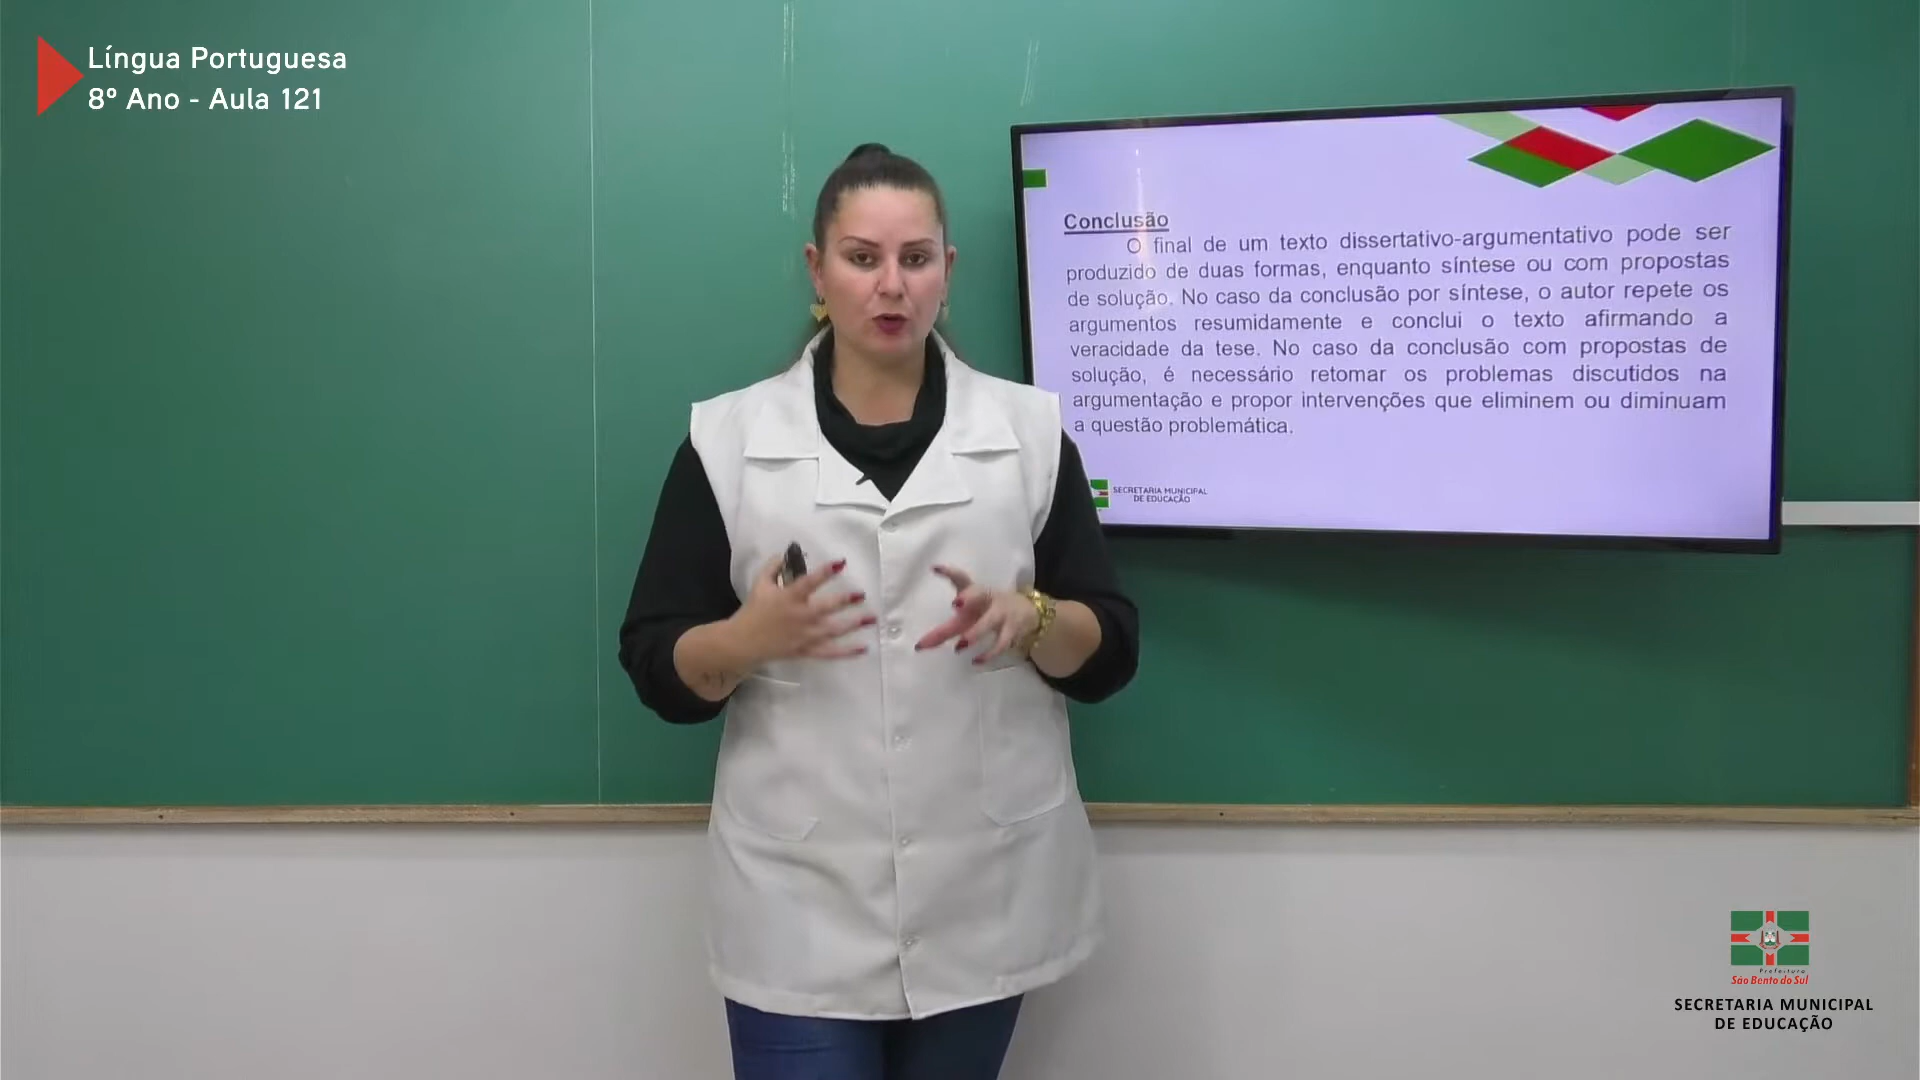 Língua Portuguesa
8º Ano - Aula 121
Conclusão
O final de um texto dissertativo-argumentativo pode ser
produzido de duas formas, enquanto síntese ou com propostas
de solução. No caso da conclusão por síntese, o autor repete os
argumentos resumidamente e conclui o texto afirmando a
veracidade da tese. No caso da conclusão com propostas de
solução, é necessário retomar os problemas discutidos na
argumentação e propor intervenções que eliminem ou diminuam
a questão problemática.
SECRETARIA MUNICIPAL
DE EDUCAÇÃO
Prefeitura
São Bento do Sul
SECRETARIA MUNICIPAL
DE EDUCAÇÃO